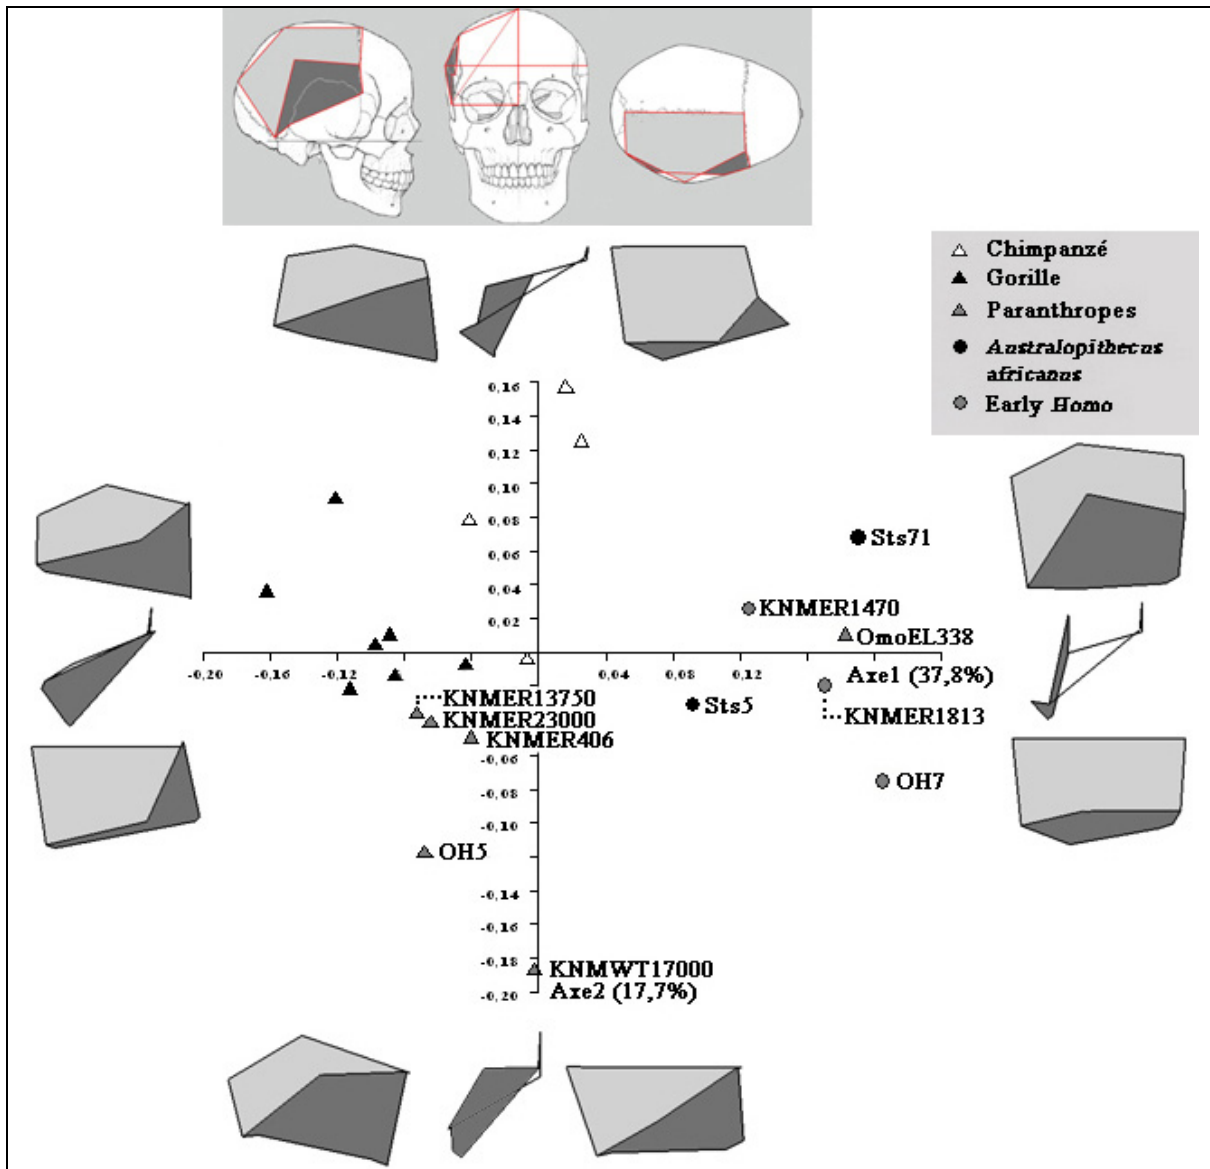 Chimpanzé
Gorille
Paranthropes
Australopithecus
africanus
Early Homo
0,16
0,14
0,12
0,10
0,08
Sts71
0,04
0,02
KNMER1470
OmoEL338
-0,20
-0,16
-0,12
-0,08
0,04
0,08
0,12
Axe1 (37,8%)
KNMER13750
Sts5
KNMER1813
KNMER23000
KNMER406
-0,06
-0,08
OH7
-0,10
-0,12
OH5
-0,14
-0,16
-0,18
KNMWT17000
-0,20
Axe2 (17,7%)